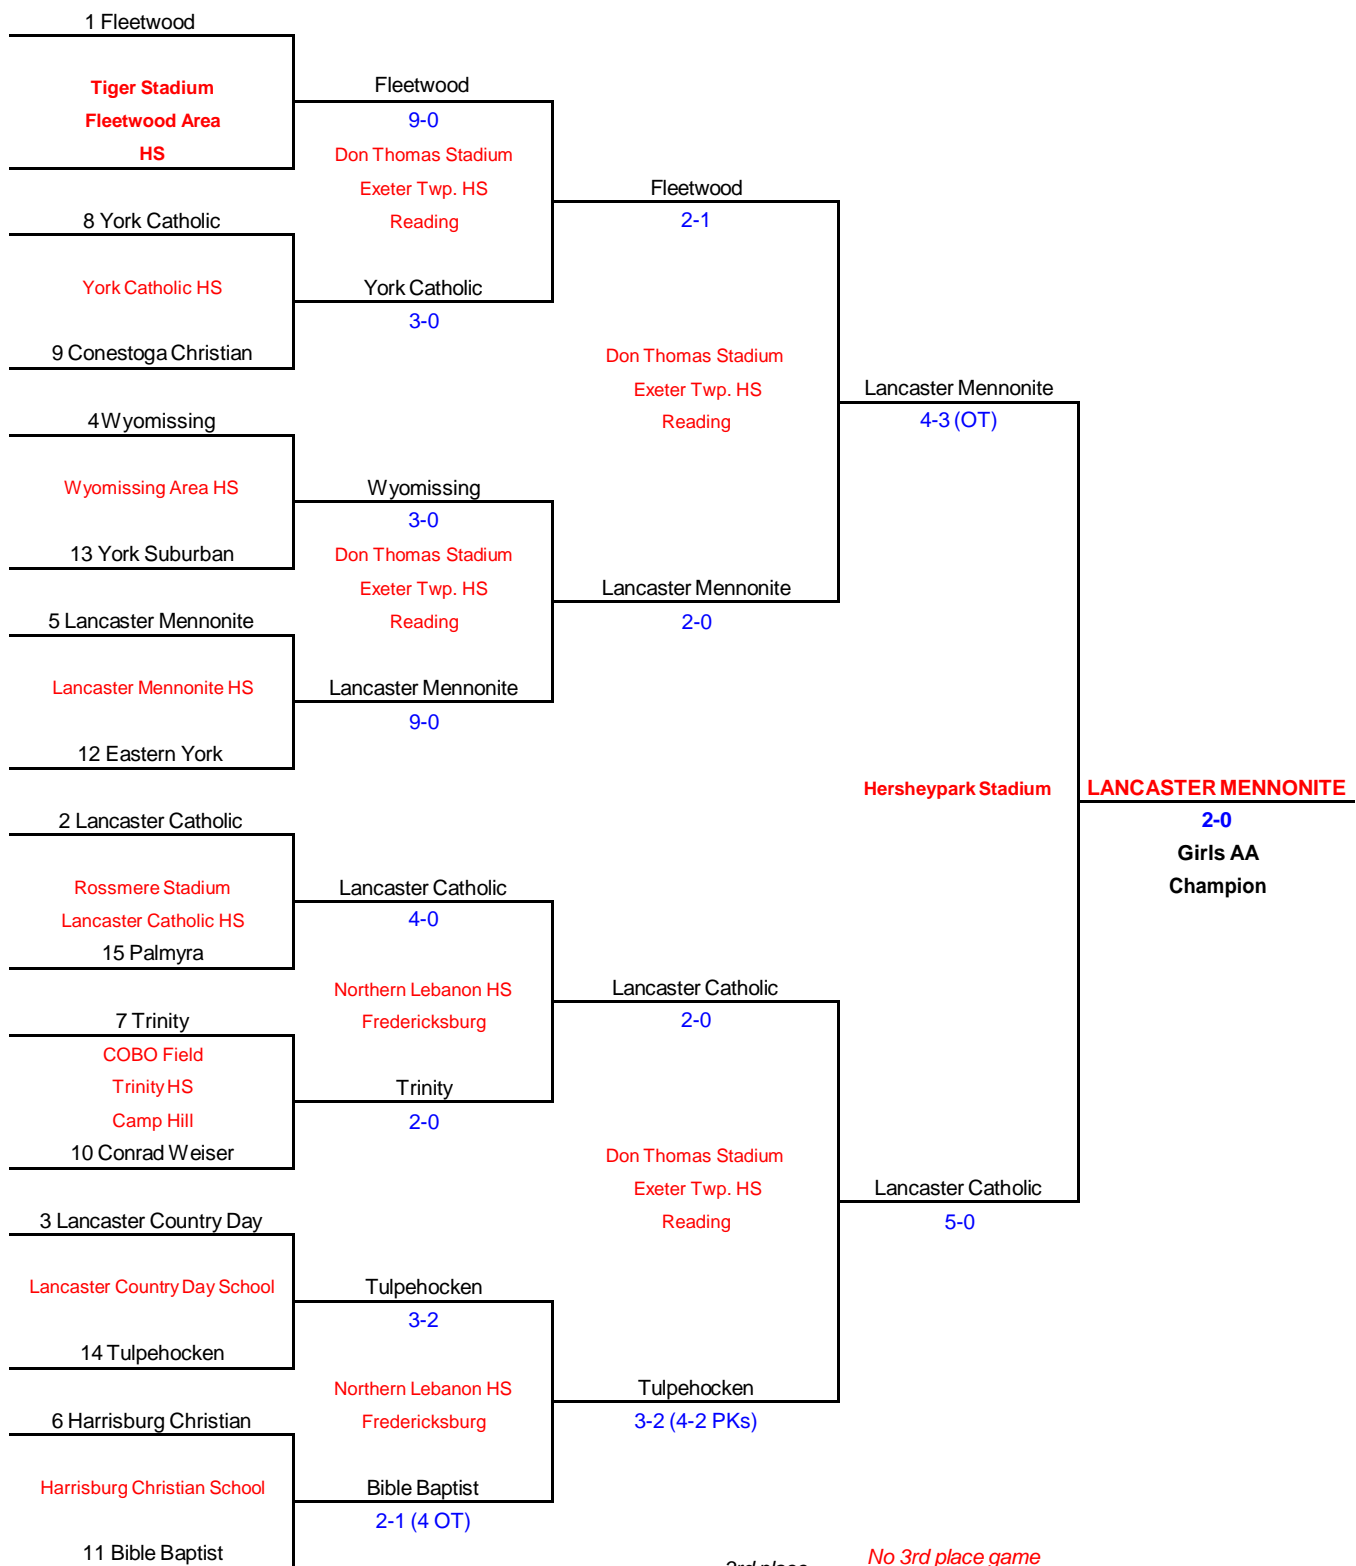 1 Fleetwood
Tiger Stadium
Fleetwood Area
HS
Fleetwood
9-0
Don Thomas Stadium
Exeter Twp. HS
Reading
8 York Catholic
York Catholic HS
9 Conestoga Christian
York Catholic
3-0
Fleetwood
2-1
Don Thomas Stadium
Exeter Twp. HS
Reading
4 Wyomissing
Wyomissing Area HS
13 York Suburban
Wyomissing
3-0
Don Thomas Stadium
Exeter Twp. HS
Reading
5 Lancaster Mennonite
Lancaster Mennonite HS
12 Eastern York
Lancaster Mennonite
9-0
Lancaster Mennonite
2-0
Lancaster Mennonite
4-3 (OT)
Hersheypark Stadium
LANCASTER MENNONITE
2-0
Girls AA
Champion
2 Lancaster Catholic
Rossmere Stadium
Lancaster Catholic HS
15 Palmyra
Lancaster Catholic
4-0
Northern Lebanon HS
Fredericksburg
7 Trinity
COBO Field
Trinity HS
Camp Hill
10 Conrad Weiser
Trinity
2-0
Lancaster Catholic
2-0
Don Thomas Stadium
Exeter Twp. HS
Reading
Lancaster Catholic
5-0
3 Lancaster Country Day
Lancaster Country Day School
14 Tulpehocken
Tulpehocken
3-2
Northern Lebanon HS
Fredericksburg
Tulpehocken
3-2 (4-2 PKs)
6 Harrisburg Christian
Harrisburg Christian School
11 Bible Baptist
Bible Baptist
2-1 (4 OT)
3rd place
No 3rd place game